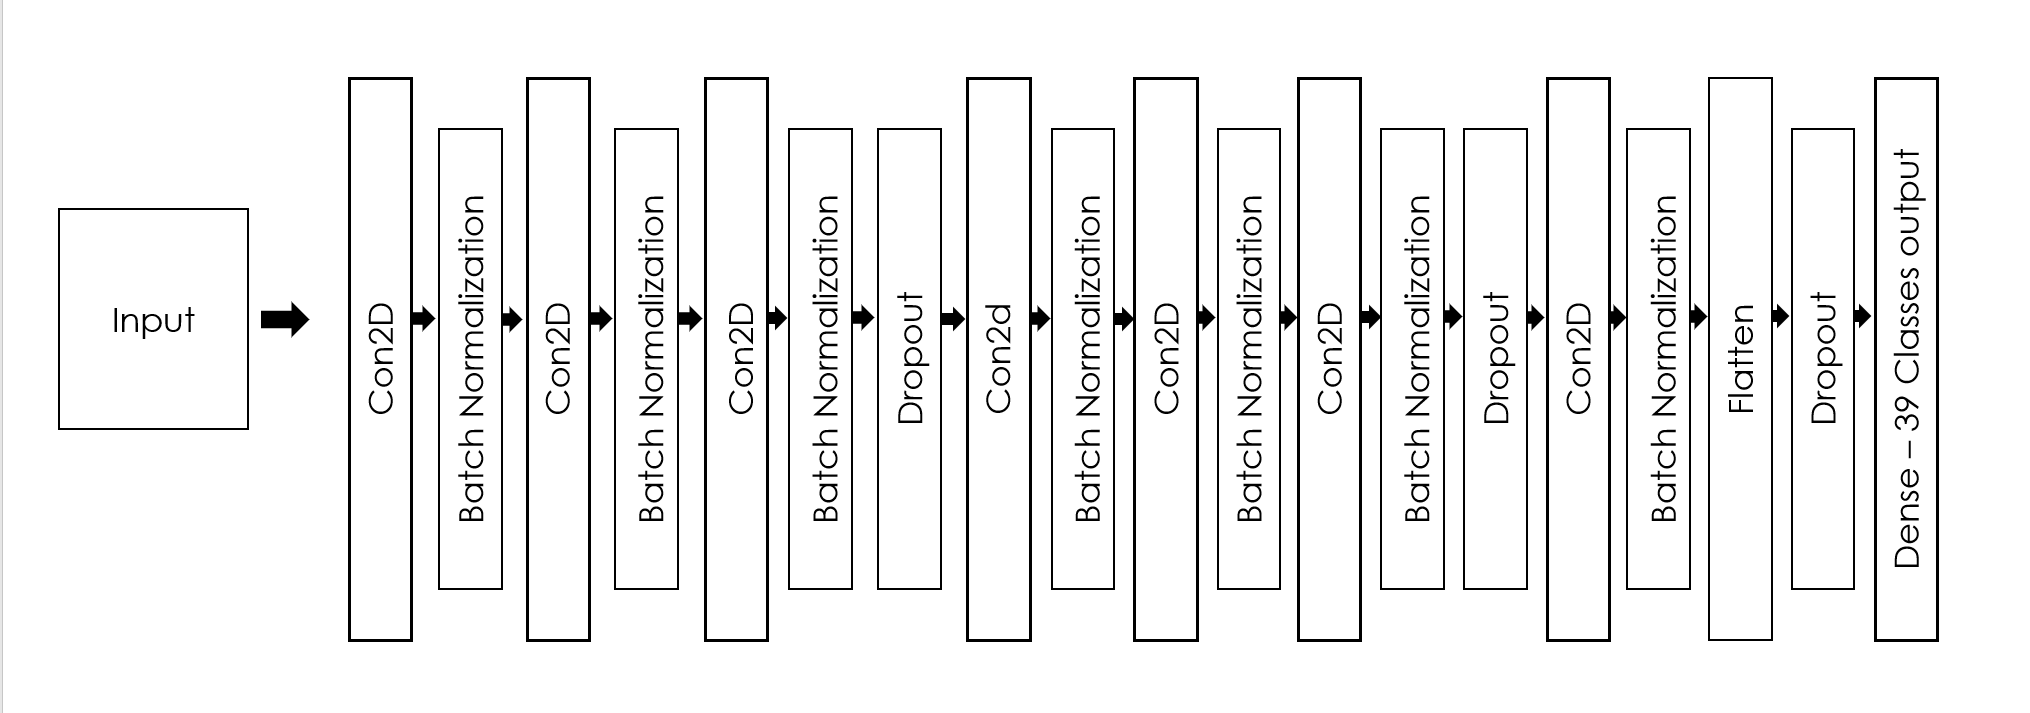 Input
Con2D
Batch Normalization
Con2D
Batch Normalization
Con2D
Batch Normalization
Dropout
Con2d
Batch Normalization
Con2D
Batch Normalization
Con2D
Batch Normalization
Dropout
Con2D
Batch Normalization
Flatten
Dropout
Dense – 39 Classes output